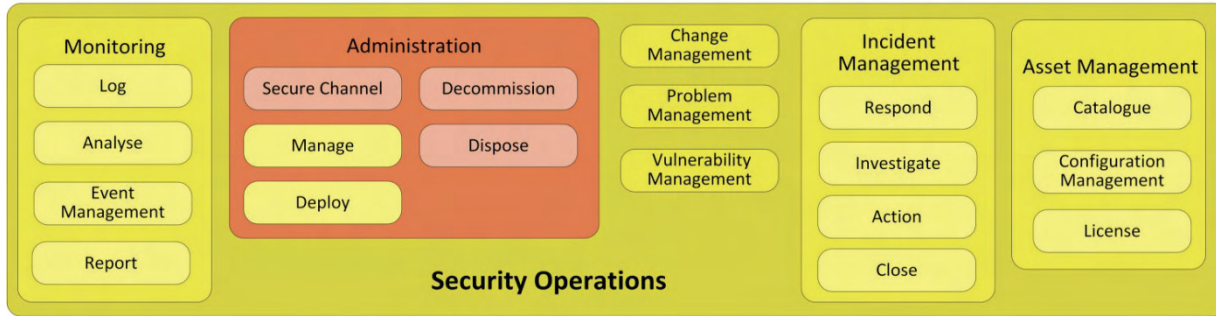 Monitoring
Log
Analyse
Event
Management
Report
Administration
Secure Channel
Decommission
Manage
Dispose
Deploy
Change
Management
Problem
Management
Vulnerability
Management
Incident
Management
Respond
Investigate
Action
Close
Asset Management
Catalogue
Configuration
Management
License
Security Operations